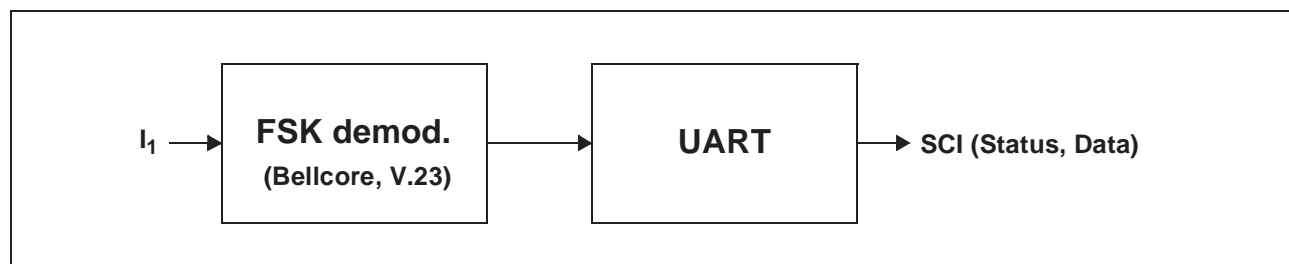 I₁
FSK demod.
(Bellcore, V.23)
UART
SCI (Status, Data)